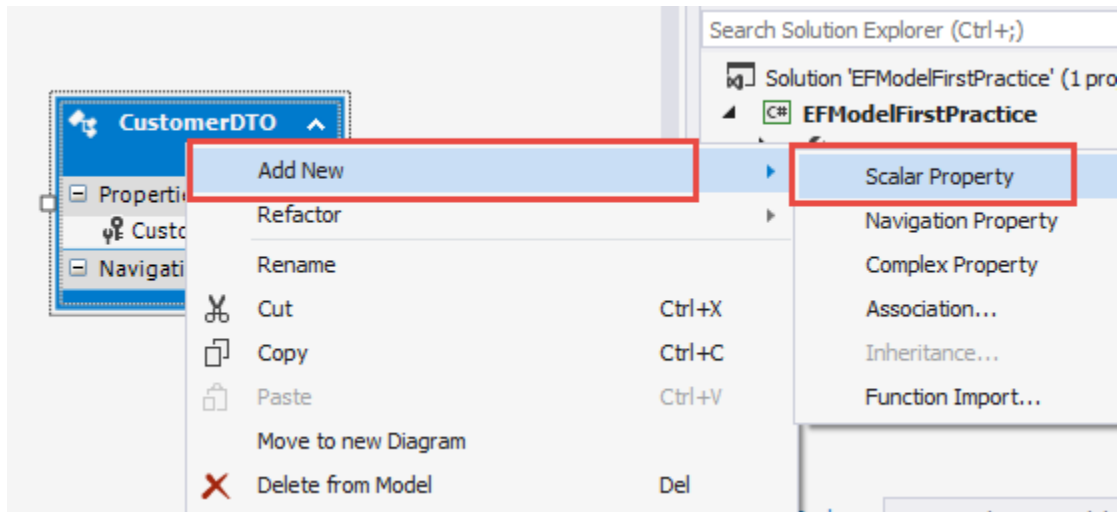 Search Solution Explorer (Ctrl+;)
Solution 'EFModelFirstPractice' (1 pro
C# EFModelFirstPractice
CustomerDTO
Properti
Custo
Navigati
Add New
Refactor
Rename
Cut Ctrl+X
Copy Ctrl+C
Paste Ctrl+V
Move to new Diagram
Delete from Model Del
Scalar Property
Navigation Property
Complex Property
Association...
Inheritance...
Function Import...